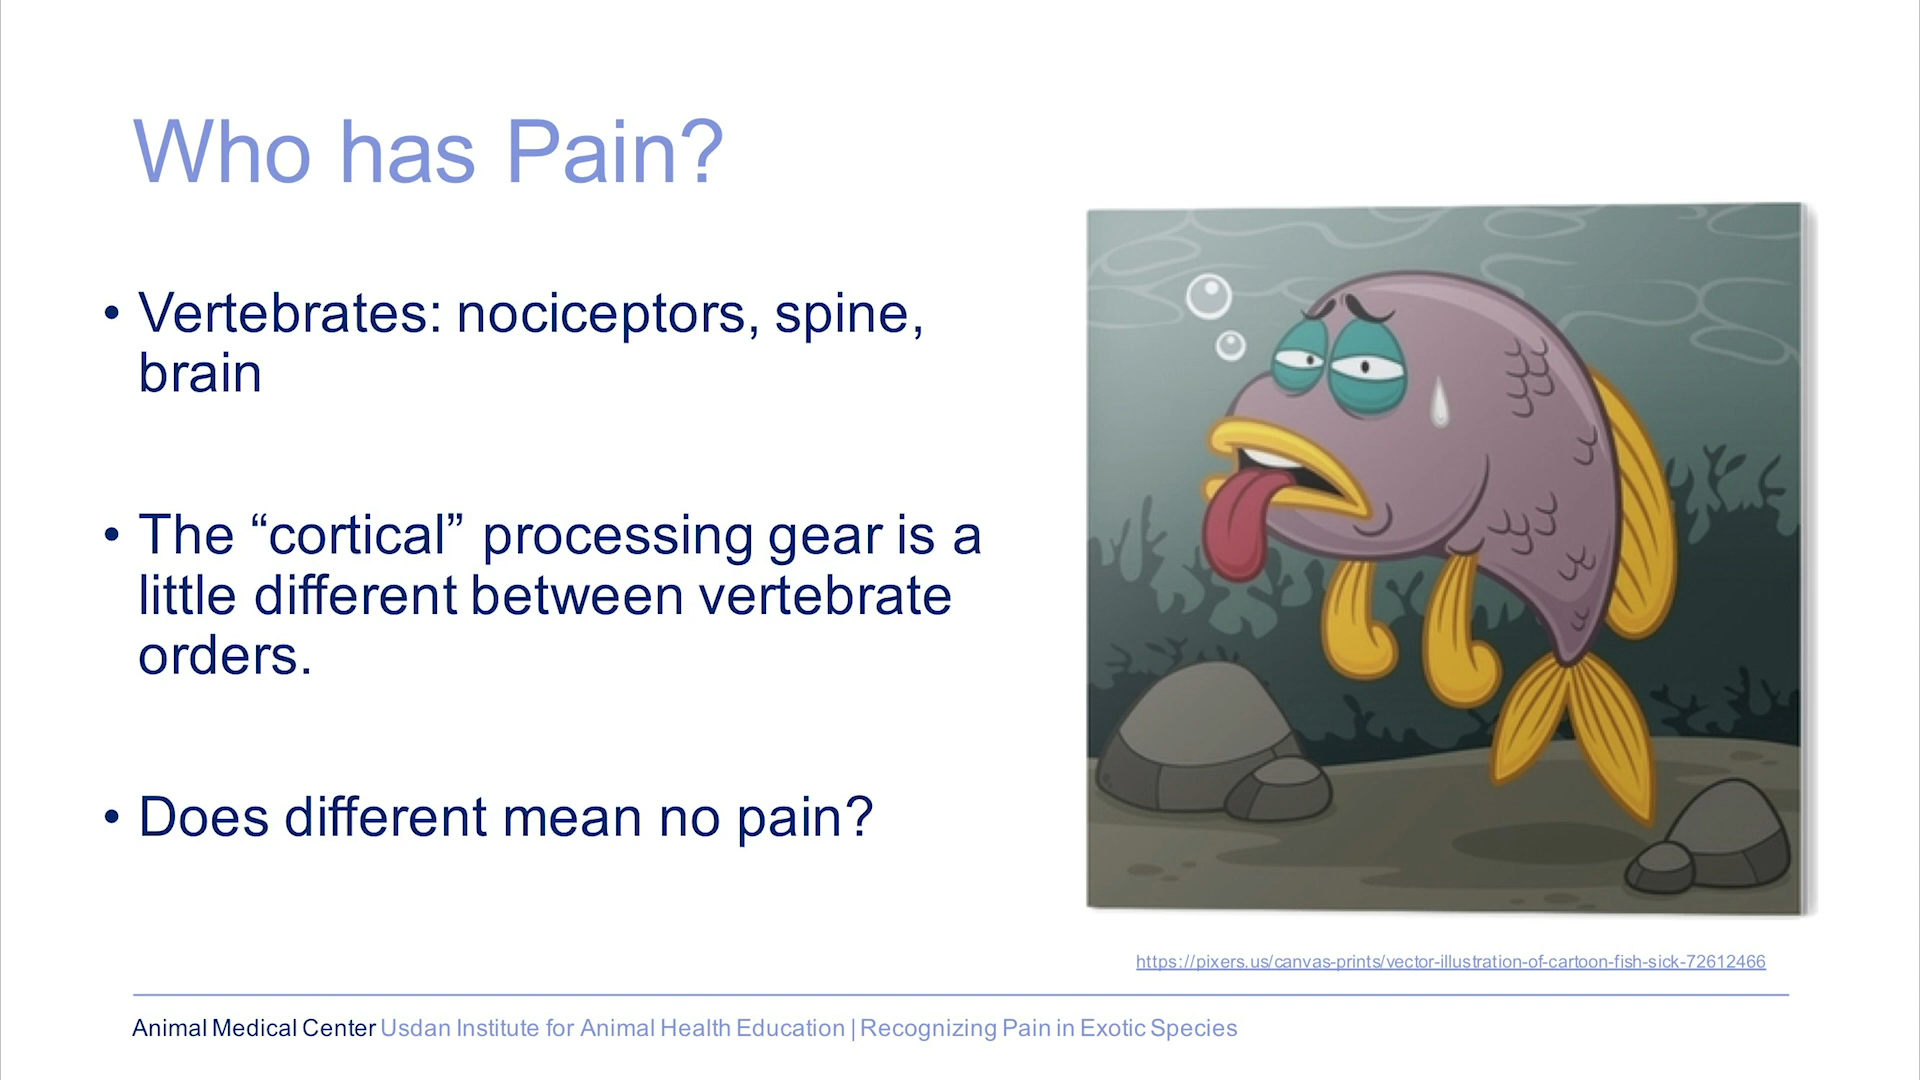 Who has Pain?
• Vertebrates: nociceptors, spine,
brain
• The “cortical” processing gear is a
little different between vertebrate
orders.
• Does different mean no pain?
https://pixers.us/canvas-prints/vector-illustration-of-cartoon-fish-sick-72612466
Animal Medical Center Usdan Institute for Animal Health Education | Recognizing Pain in Exotic Species